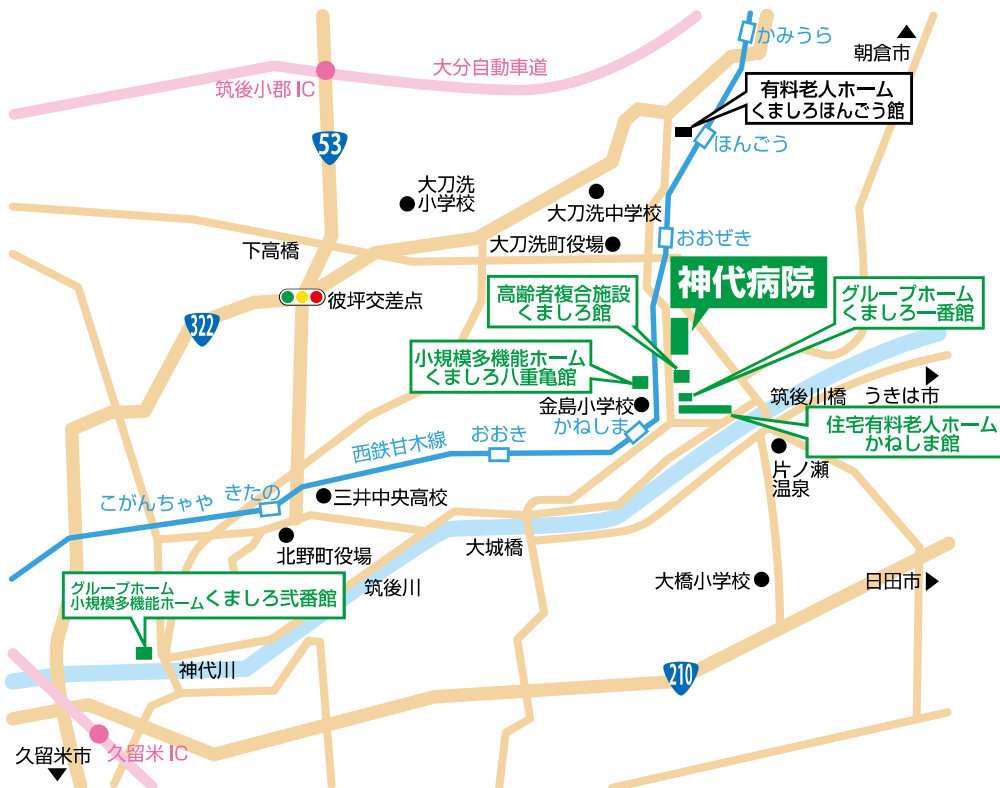 かみうら
朝倉市
大分自動車道
筑後小郡IC
有料老人ホーム
くましろほんごう館
53
ほんごう
大刀洗
小学校
大刀洗中学校
下高橋
大刀洗町役場
おおぜき
神代病院
高齢者複合施設
くましろ館
グループホーム
くましろ一番館
彼坪交差点
322
小規模多機能ホーム
くましろ八重亀館
筑後川橋
うきは市
金島小学校
かねしま
住宅有料老人ホーム
かねしま館
西鉄甘木線
おおき
片ノ瀬
温泉
こがんちゃや
きたの
三井中央高校
北野町役場
大城橋
筑後川
大橋小学校
日田市
グループホーム
小規模多機能ホーム くましろ弐番館
神代川
210
久留米市
久留米IC